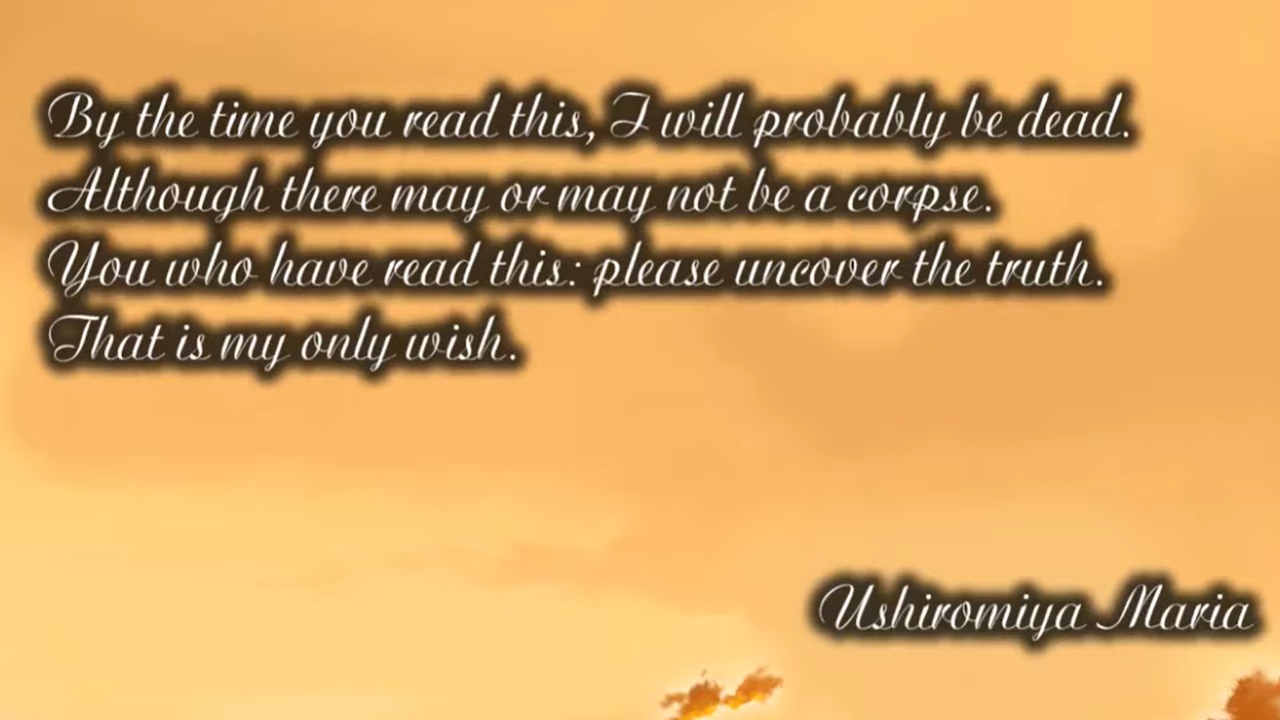 By the time you read this, I will probably be dead.
Although there may or may not be a corpse.
You who have read this: please uncover the truth.
That is my only wish.
Ushiromiya Maria